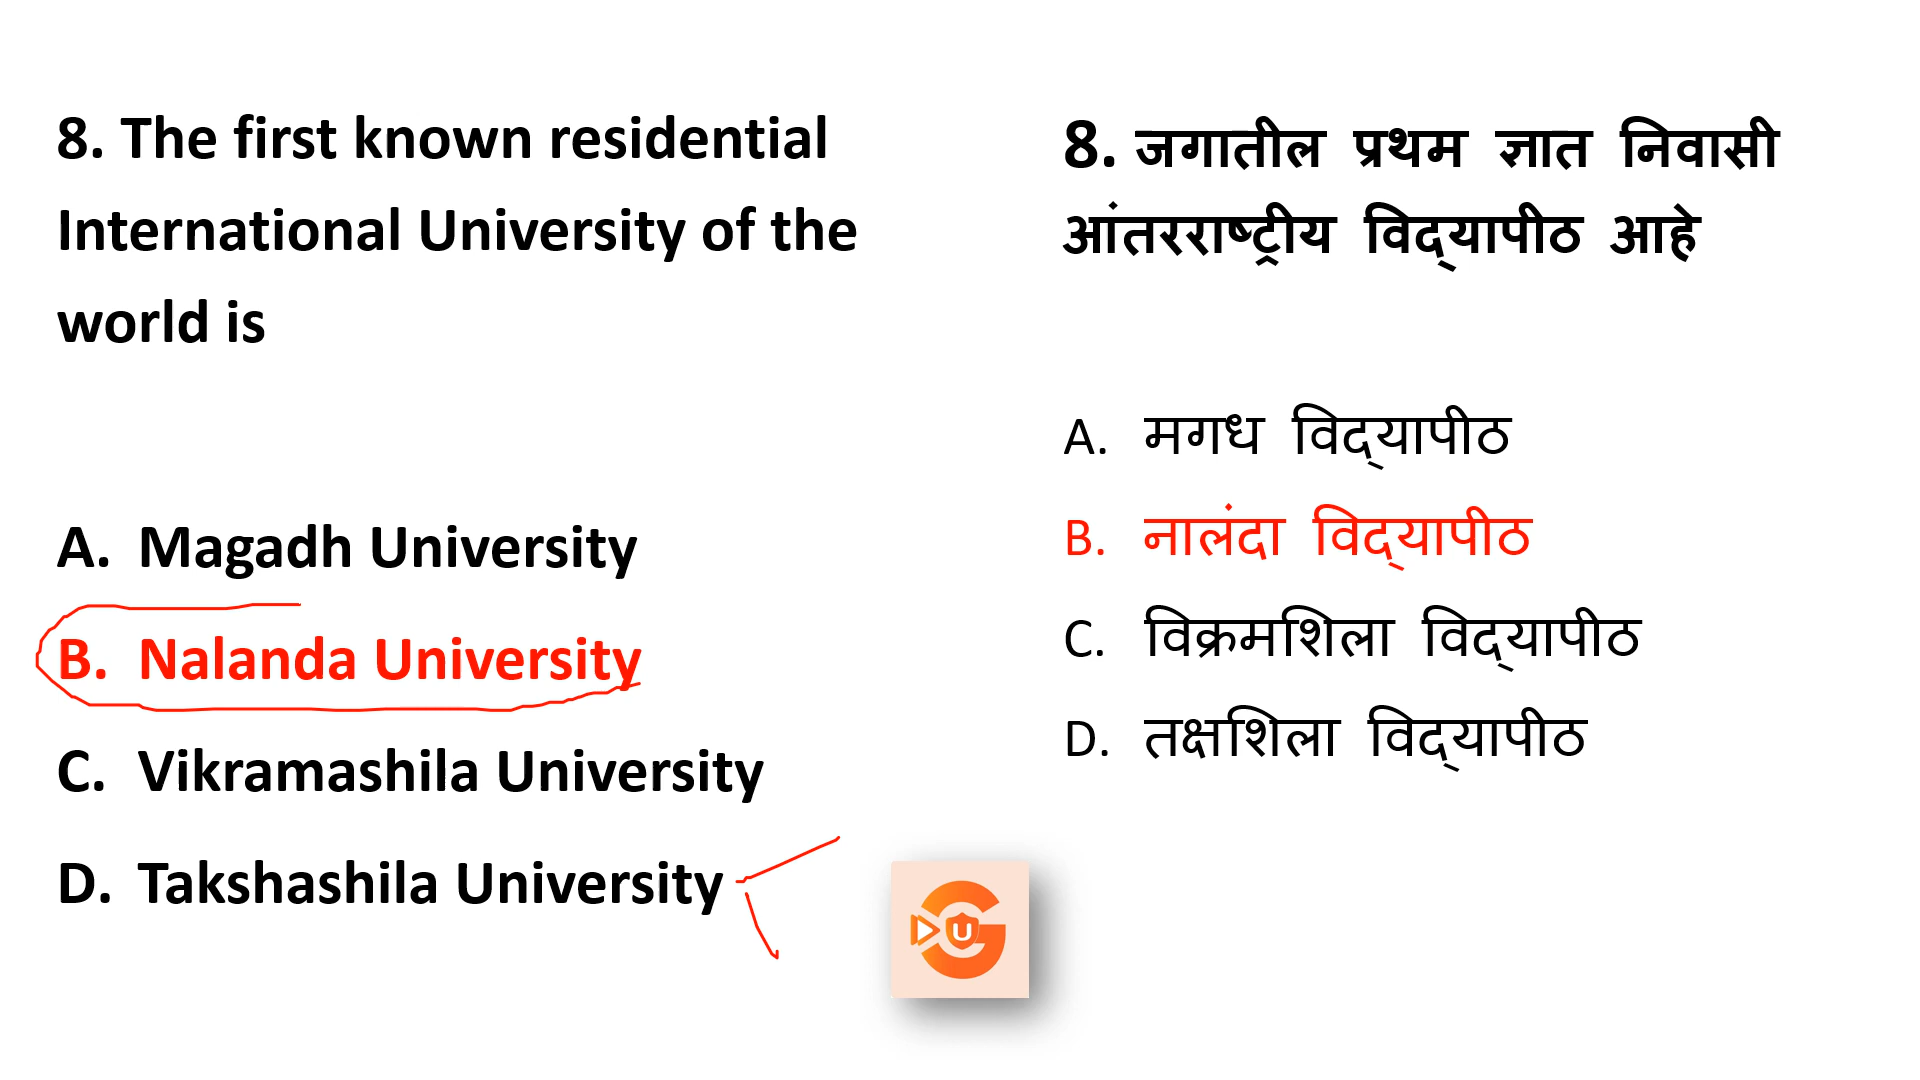 8. The first known residential
International University of the
world is
A. Magadh University
B. Nalanda University
C. Vikramashila University
D. Takshashila University
8. जगातील प्रथम ज्ञात निवासी
आंतरराष्ट्रीय विद्यापीठ आहे
A. मगध विद्यापीठ
B. नालंदा विद्यापीठ
C. विक्रमशिला विद्यापीठ
D. तक्षशिला विद्यापीठ
U